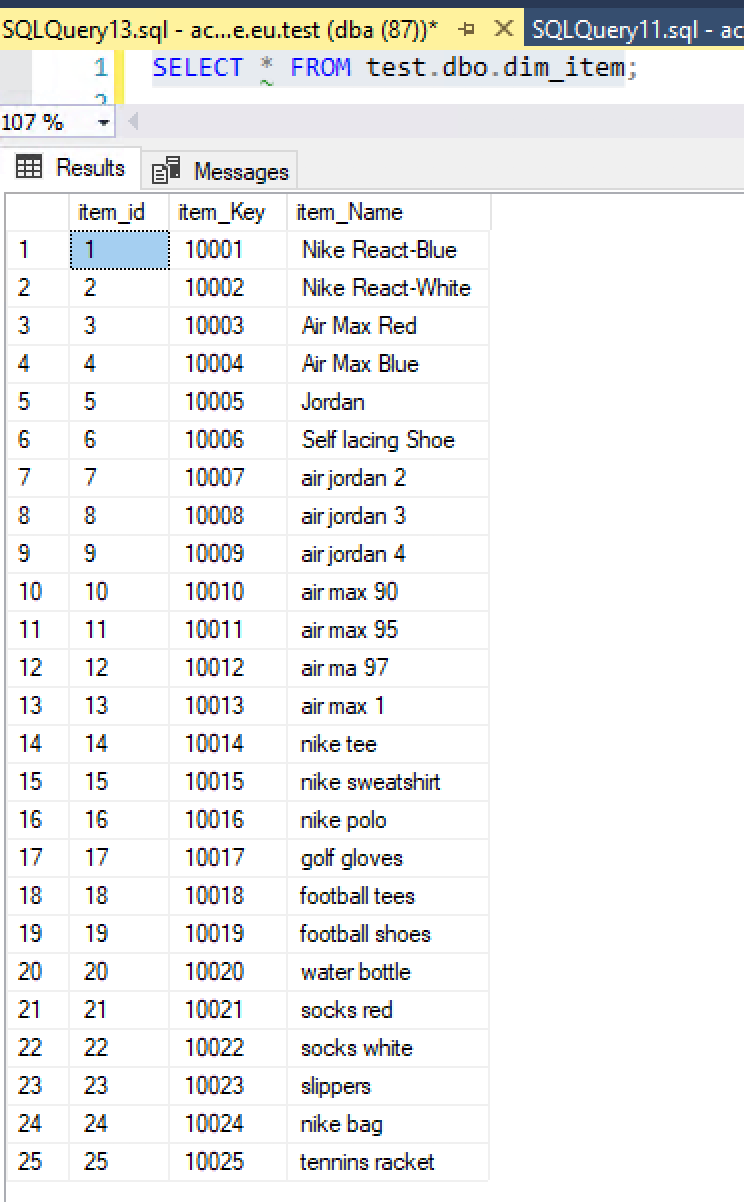 SQLQuery13.sql - ac...e.eu.test (dba (87))* SQLQuery11.sql - ac
1 SELECT * FROM test.dbo.dim_item;
2
107 %
Results Messages
item_id item_Key item_Name
1 1 10001 Nike React-Blue
2 2 10002 Nike React-White
3 3 10003 Air Max Red
4 4 10004 Air Max Blue
5 5 10005 Jordan
6 6 10006 Self lacing Shoe
7 7 10007 air jordan 2
8 8 10008 air jordan 3
9 9 10009 air jordan 4
10 10 10010 air max 90
11 11 10011 air max 95
12 12 10012 air ma 97
13 13 10013 air max 1
14 14 10014 nike tee
15 15 10015 nike sweatshirt
16 16 10016 nike polo
17 17 10017 golf gloves
18 18 10018 football tees
19 19 10019 football shoes
20 20 10020 water bottle
21 21 10021 socks red
22 22 10022 socks white
23 23 10023 slippers
24 24 10024 nike bag
25 25 10025 tennins racket